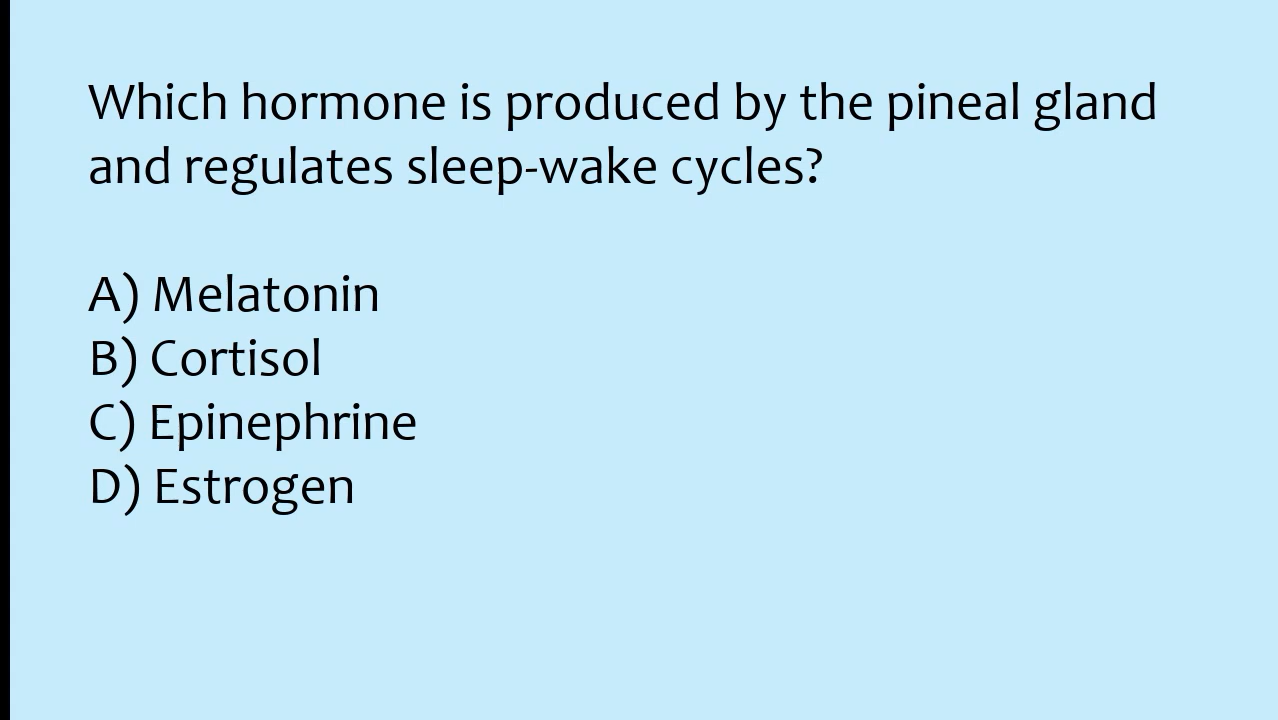 Which hormone is produced by the pineal gland
and regulates sleep-wake cycles?
A) Melatonin
B) Cortisol
C) Epinephrine
D) Estrogen